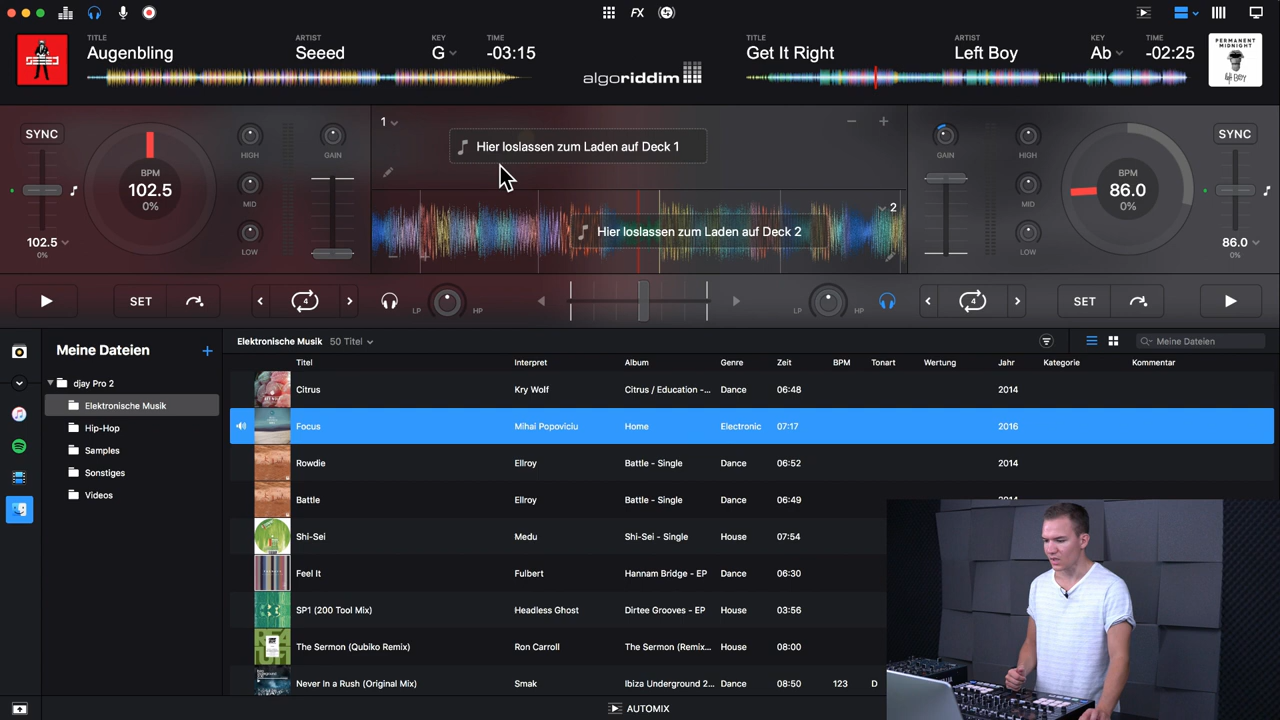 FX
TITLE
Augenbling
ARTIST
Seeed
KEY
G
TIME
-03:15
algoriddim
TITLE
Get It Right
ARTIST
Left Boy
KEY
Ab
TIME
-02:25
PERMANENT
MIDNIGHT
Left Boy
SYNC
BPM
102.5
0%
102.5
0%
HIGH
MID
LOW
GAIN
1
Hier loslassen zum Laden auf Deck 1
2
Hier loslassen zum Laden auf Deck 2
GAIN
HIGH
MID
LOW
BPM
86.0
0%
SYNC
86.0
0%
SET
4
LP
HP
LP
HP
4
SET
Meine Dateien
djay Pro 2
Elektronische Musik
Hip-Hop
Samples
Sonstiges
Videos
Elektronische Musik 50 Titel
Meine Dateien
Titel Interpret Album Genre Zeit BPM Tonart Wertung Jahr Kategorie Kommentar
Citrus Kry Wolf Citrus / Education -... Dance 06:48 2014
Focus Mihai Popoviciu Home Electronic 07:17 2016
Rowdie Ellroy Battle - Single Dance 06:52 2014
Battle Ellroy Battle - Single Dance 06:49 2014
Shi-Sei Medu Shi-Sei - Single House 07:54
Feel It Fulbert Hannam Bridge - EP Dance 06:30
SP1 (200 Tool Mix) Headless Ghost Dirtee Grooves - EP House 03:56
The Sermon (Qubiko Remix) Ron Carroll The Sermon (Remix... House 08:00
Never In a Rush (Original Mix) Smak Ibiza Underground 2... Dance 08:50 123 D
AUTOMIX